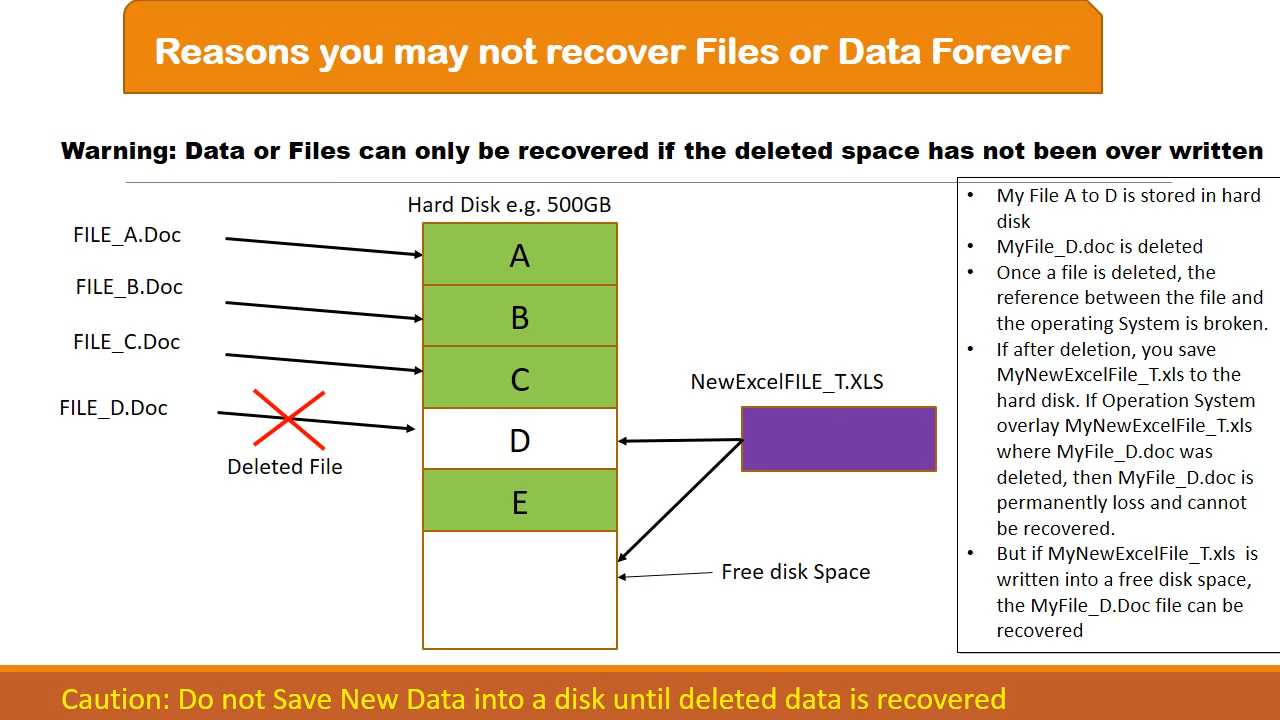 Reasons you may not recover Files or Data Forever
Warning: Data or Files can only be recovered if the deleted space has not been over written
Hard Disk e.g. 500GB
FILE_A.Doc
FILE_B.Doc
FILE_C.Doc
FILE_D.Doc
Deleted File
A
B
C
D
E
NewExcelFILE_T.XLS
Free disk Space
• My File A to D is stored in hard
disk
• MyFile_D.doc is deleted
• Once a file is deleted, the
reference between the file and
the operating System is broken.
• If after deletion, you save
MyNewExcelFile_T.xls to the
hard disk. If Operation System
overlay MyNewExcelFile_T.xls
where MyFile_D.doc was
deleted, then MyFile_D.doc is
permanently loss and cannot
be recovered.
• But if MyNewExcelFile_T.xls is
written into a free disk space,
the MyFile_D.Doc file can be
recovered
Caution: Do not Save New Data into a disk until deleted data is recovered